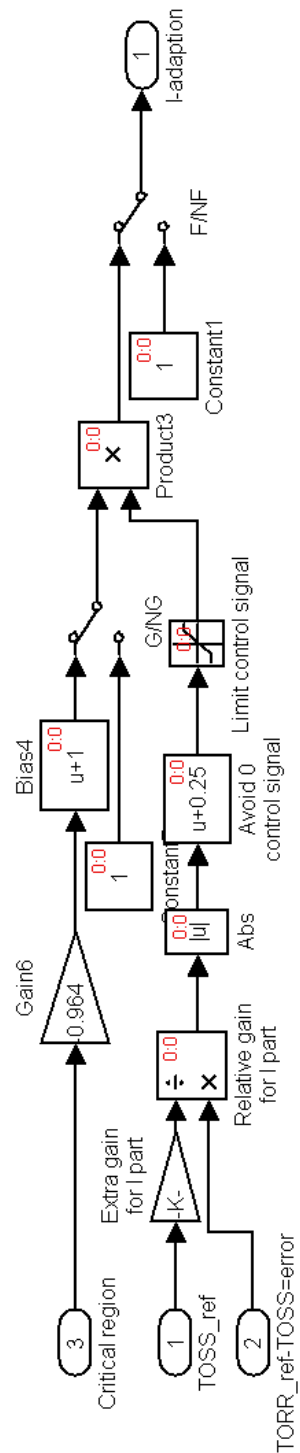 3
Critical region
Gain6
-0.964
Bias4
0:0
u+1
0:0
1
Constant
G/NG
0:0
×
Product3
0:0
1
Constant1
F/NF
1
I-adaption
1
TOSS_ref
2
TORR_ref-TOSS=error
Extra gain
for I part
-K-
0:0
÷
×
Relative gain
for I part
0:0
|u|
Abs
0:0
u+0.25
Avoid 0
control signal
0:0
Limit control signal